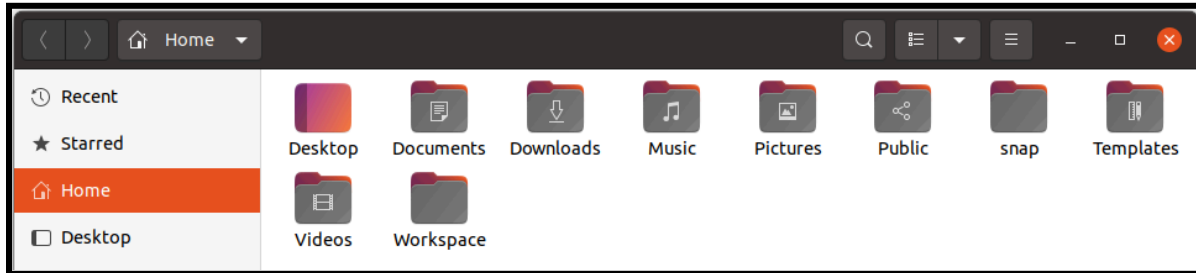 Home
Recent
Starred
Home
Desktop
Desktop Documents Downloads Music Pictures Public snap Templates
Videos Workspace